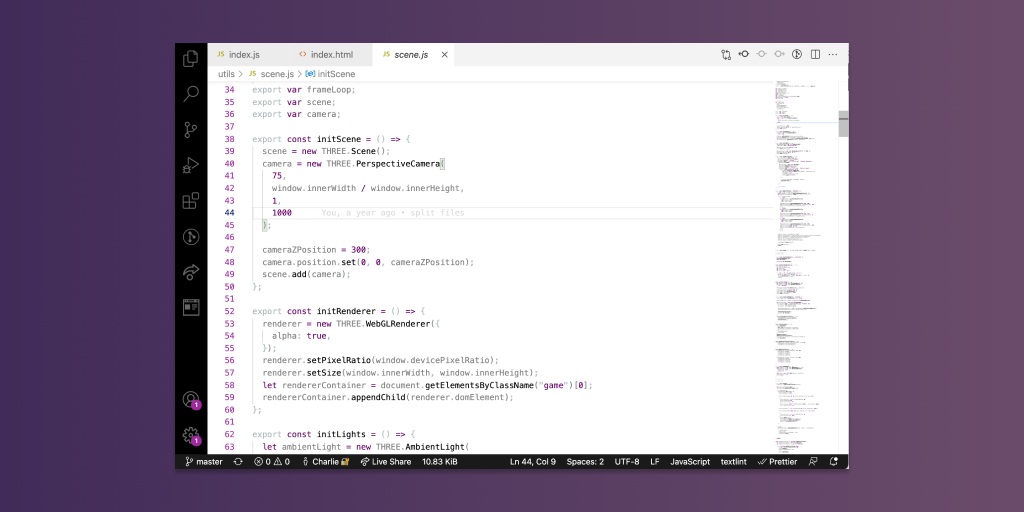 JS index.js <> index.html JS scene.js ×
utils > JS scene.js > initScene
34 export var frameLoop;
35 export var scene;
36 export var camera;
37
38 export const initScene = () => {
39 scene = new THREE.Scene();
40 camera = new THREE.PerspectiveCamera(
41 75,
42 window.innerWidth / window.innerHeight,
43 1,
44 1000 You, a year ago • split files
45 );
46
47 cameraZPosition = 300;
48 camera.position.set(0, 0, cameraZPosition);
49 scene.add(camera);
50 };
51
52 export const initRenderer = () => {
53 renderer = new THREE.WebGLRenderer({
54 alpha: true,
55 });
56 renderer.setPixelRatio(window.devicePixelRatio);
57 renderer.setSize(window.innerWidth, window.innerHeight);
58 let rendererContainer = document.getElementsByClassName("game")[0];
59 rendererContainer.appendChild(renderer.domElement);
60 };
61
62 export const initLights = () => {
63 let ambientLight = new THREE.AmbientLight(
1
1
master 0 0 Charlie Live Share 10.83 KiB Ln 44, Col 9 Spaces: 2 UTF-8 LF JavaScript textlint Prettier